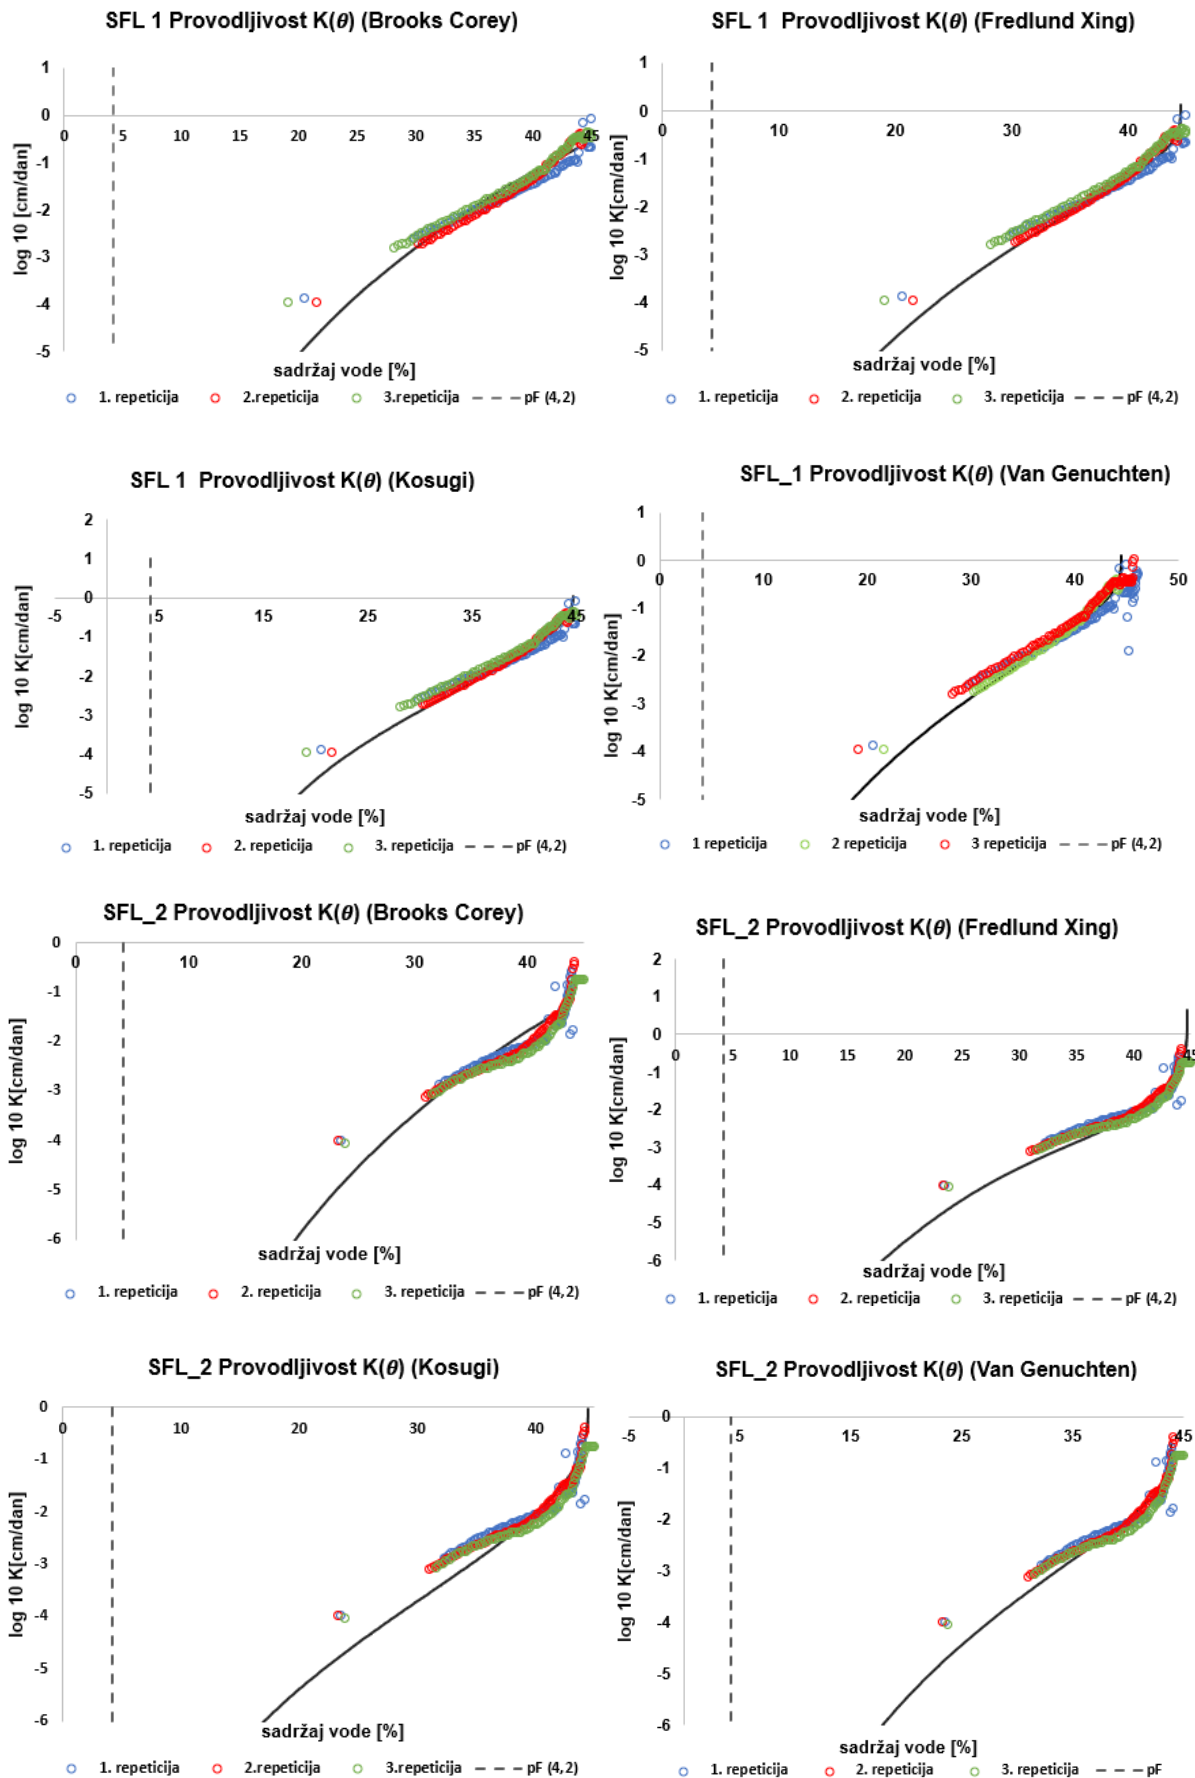 SFL 1 Provodljivost K(θ) (Brooks Corey)
1
0
-1
-2
-3
-4
-5
0 5 10 15 20 25 30 35 40 45
log 10 [cm/dan]
sadržaj vode [%]
1. repeticija 2.repeticija 3.repeticija pF (4,2)
SFL 1 Provodljivost K(θ) (Fredlund Xing)
1
0
-1
-2
-3
-4
-5
0 10 20 30 40
log 10 K[cm/dan]
sadržaj vode [%]
1. repeticija 2. repeticija 3. repeticija pF (4,2)
SFL 1 Provodljivost K(θ) (Kosugi)
2
1
0
-1
-2
-3
-4
-5
-5 5 15 25 35 45
log 10 K[cm/dan]
sadržaj vode [%]
1. repeticija 2. repeticija 3. repeticija pF (4,2)
SFL_1 Provodljivost K(θ) (Van Genuchten)
1
0
-1
-2
-3
-4
-5
0 10 20 30 40 50
log 10 K[cm/dan]
sadržaj vode [%]
1 repeticija 2 repeticija 3 repeticija pF (4,2)
SFL_2 Provodljivost K(θ) (Brooks Corey)
0
-1
-2
-3
-4
-5
-6
0 10 20 30 40
log 10 K[cm/dan]
sadržaj vode [%]
1. repeticija 2. repeticija 3. repeticija pF (4,2)
SFL_2 Provodljivost K(θ) (Fredlund Xing)
2
1
0
-1
-2
-3
-4
-5
-6
0 5 10 15 20 25 30 35 40 45
log 10 K[cm/dan]
sadržaj vode [%]
1. repeticija 2. repeticija 3. repeticija pF (4,2)
SFL_2 Provodljivost K(θ) (Kosugi)
0
-1
-2
-3
-4
-5
-6
0 10 20 30 40
log 10 K[cm/dan]
sadržaj vode [%]
1. repeticija 2.repeticija 3.repeticija pF (4,2)
SFL_2 Provodljivost K(θ) (Van Genuchten)
0
-1
-2
-3
-4
-5
-6
-5 5 15 25 35 45
log 10 K[cm/dan]
sadržaj vode [%]
1. repeticija 2. repeticija 3. repeticija pF